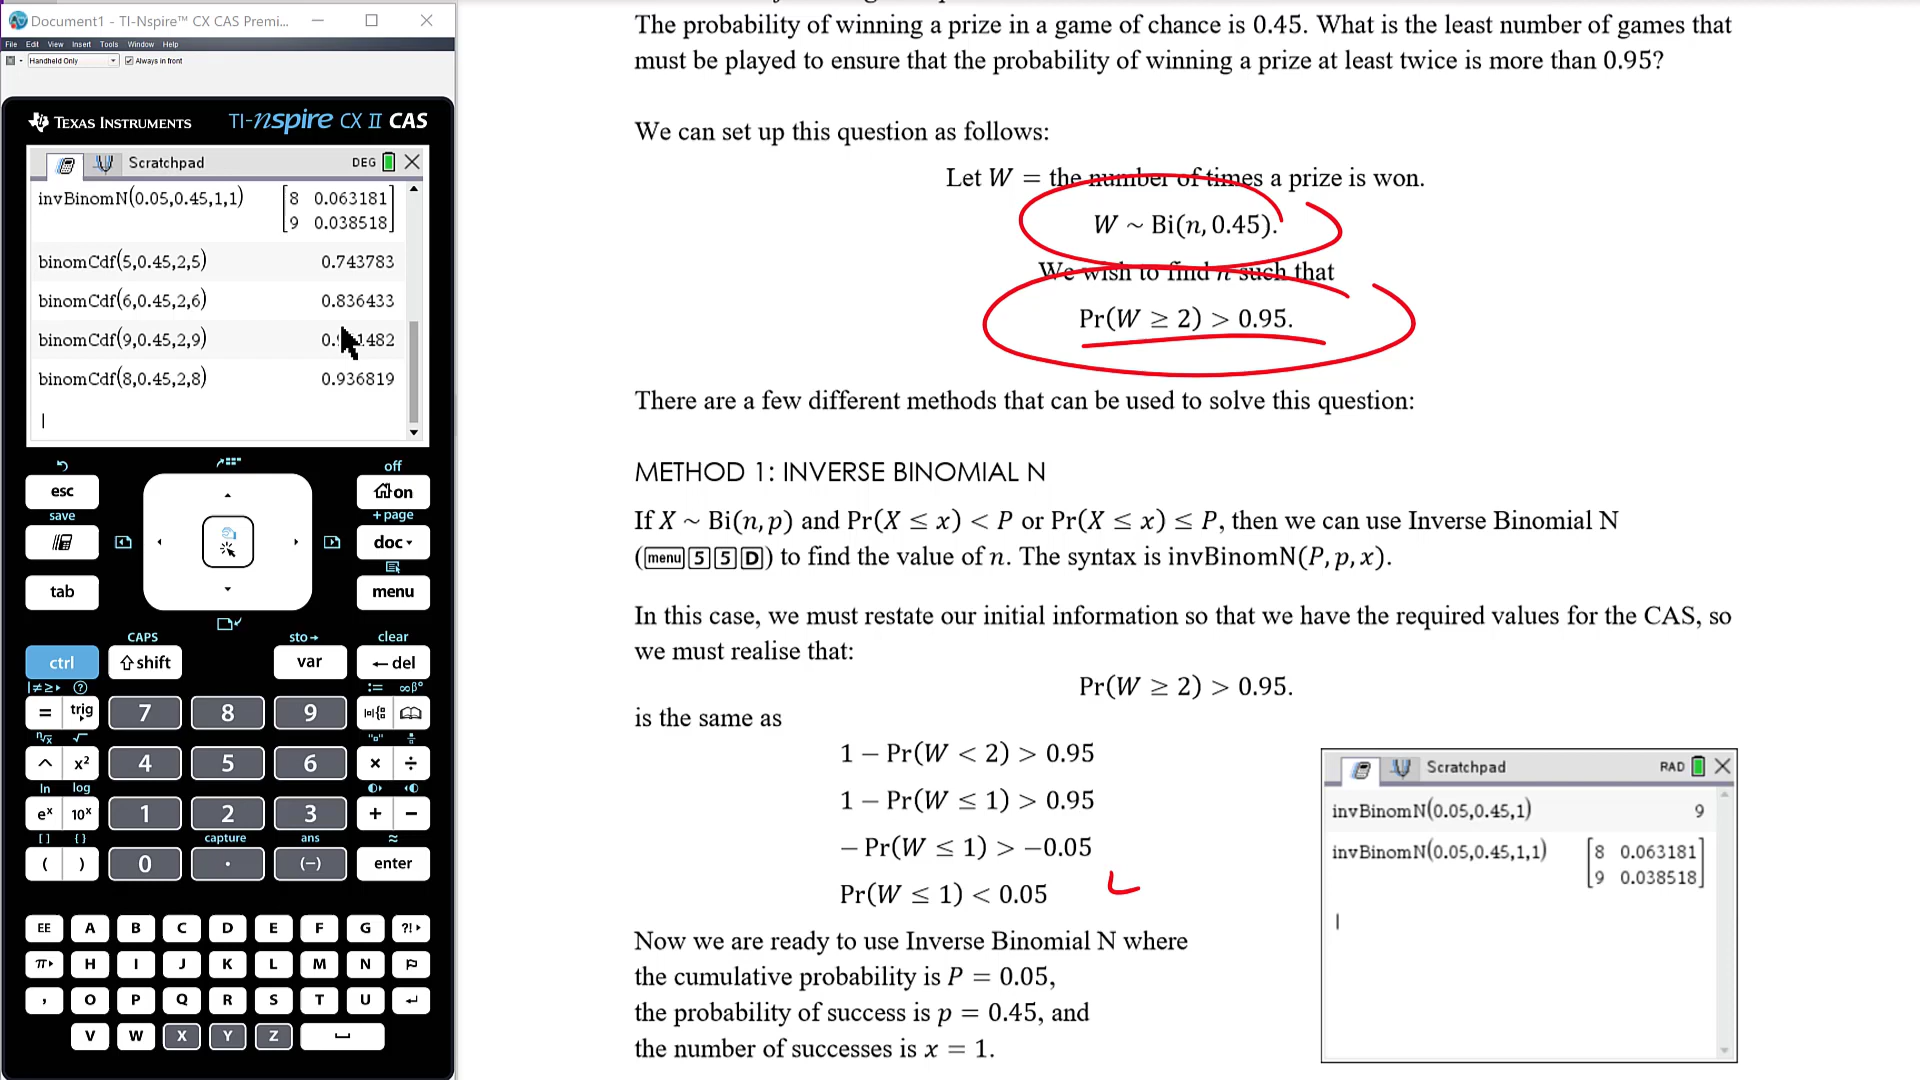 Document1 - TI-Nspire™ CX CAS Premi...
File Edit View Insert Tools Window Help
Handheld Only Always in front
TEXAS INSTRUMENTS TI-nspire CX II CAS
Scratchpad DEG
invBinomN(0.05,0.45,1,1) [8 0.063181
9 0.038518]
binomCdf(5,0.45,2,5) 0.743783
binomCdf(6,0.45,2,6) 0.836433
binomCdf(9,0.45,2,9)
binomCdf(8,0.45,2,8) 0.936819
off
esc on
save + page
doc
tab menu
CAPS sto→ clear
ctrl shift var del
|≠≥▸ ? := ∞β°
= trig 7 8 9
ⁿ√x √
^ x² 4 5 6 × ÷
ln log
eˣ 10ˣ 1 2 3 + −
[ ] { } capture ans ≈
( ) 0 . (−) enter
EE A B C D E F G ?!▸
π▸ H I J K L M N
, O P Q R S T U
V W X Y Z
The probability of winning a prize in a game of chance is 0.45. What is the least number of games that
must be played to ensure that the probability of winning a prize at least twice is more than 0.95?
We can set up this question as follows:
Let W = the number of times a prize is won.
W ~ Bi(n, 0.45).
We wish to find n such that
Pr(W ≥ 2) > 0.95.
There are a few different methods that can be used to solve this question:
METHOD 1: INVERSE BINOMIAL N
If X ~ Bi(n, p) and Pr(X ≤ x) < P or Pr(X ≤ x) ≤ P, then we can use Inverse Binomial N
(menu 5 5 D) to find the value of n. The syntax is invBinomN(P, p, x).
In this case, we must restate our initial information so that we have the required values for the CAS, so
we must realise that:
Pr(W ≥ 2) > 0.95.
is the same as
1 − Pr(W < 2) > 0.95
1 − Pr(W ≤ 1) > 0.95
− Pr(W ≤ 1) > −0.05
Pr(W ≤ 1) < 0.05
Now we are ready to use Inverse Binomial N where
the cumulative probability is P = 0.05,
the probability of success is p = 0.45, and
the number of successes is x = 1.
Scratchpad RAD
invBinomN(0.05,0.45,1) 9
invBinomN(0.05,0.45,1,1) [8 0.063181
9 0.038518]